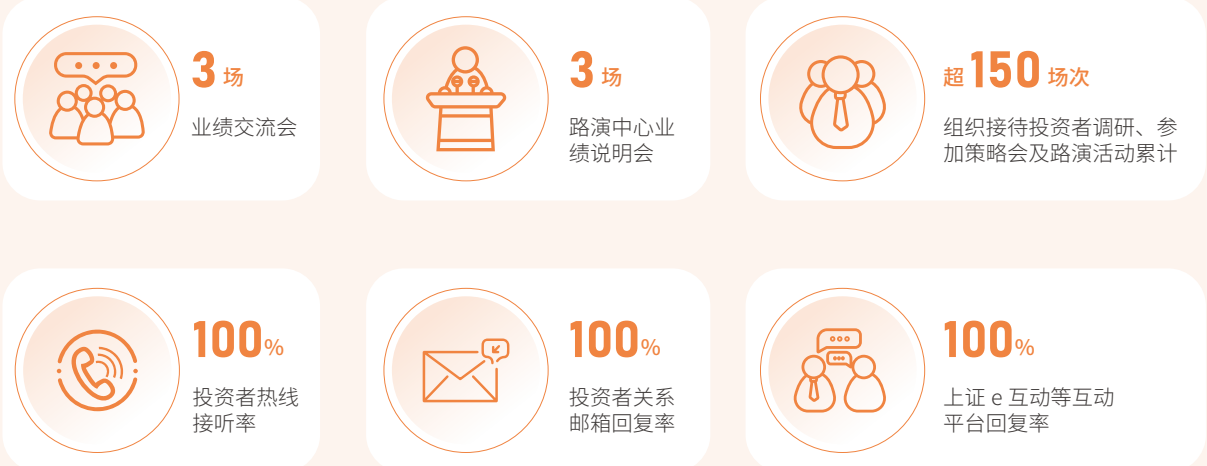 3 场
业绩交流会
3 场
路演中心业
绩说明会
超 150 场次
组织接待投资者调研、参
加策略会及路演活动累计
100%
投资者热线
接听率
100%
投资者关系
邮箱回复率
100%
上证 e 互动等互动
平台回复率